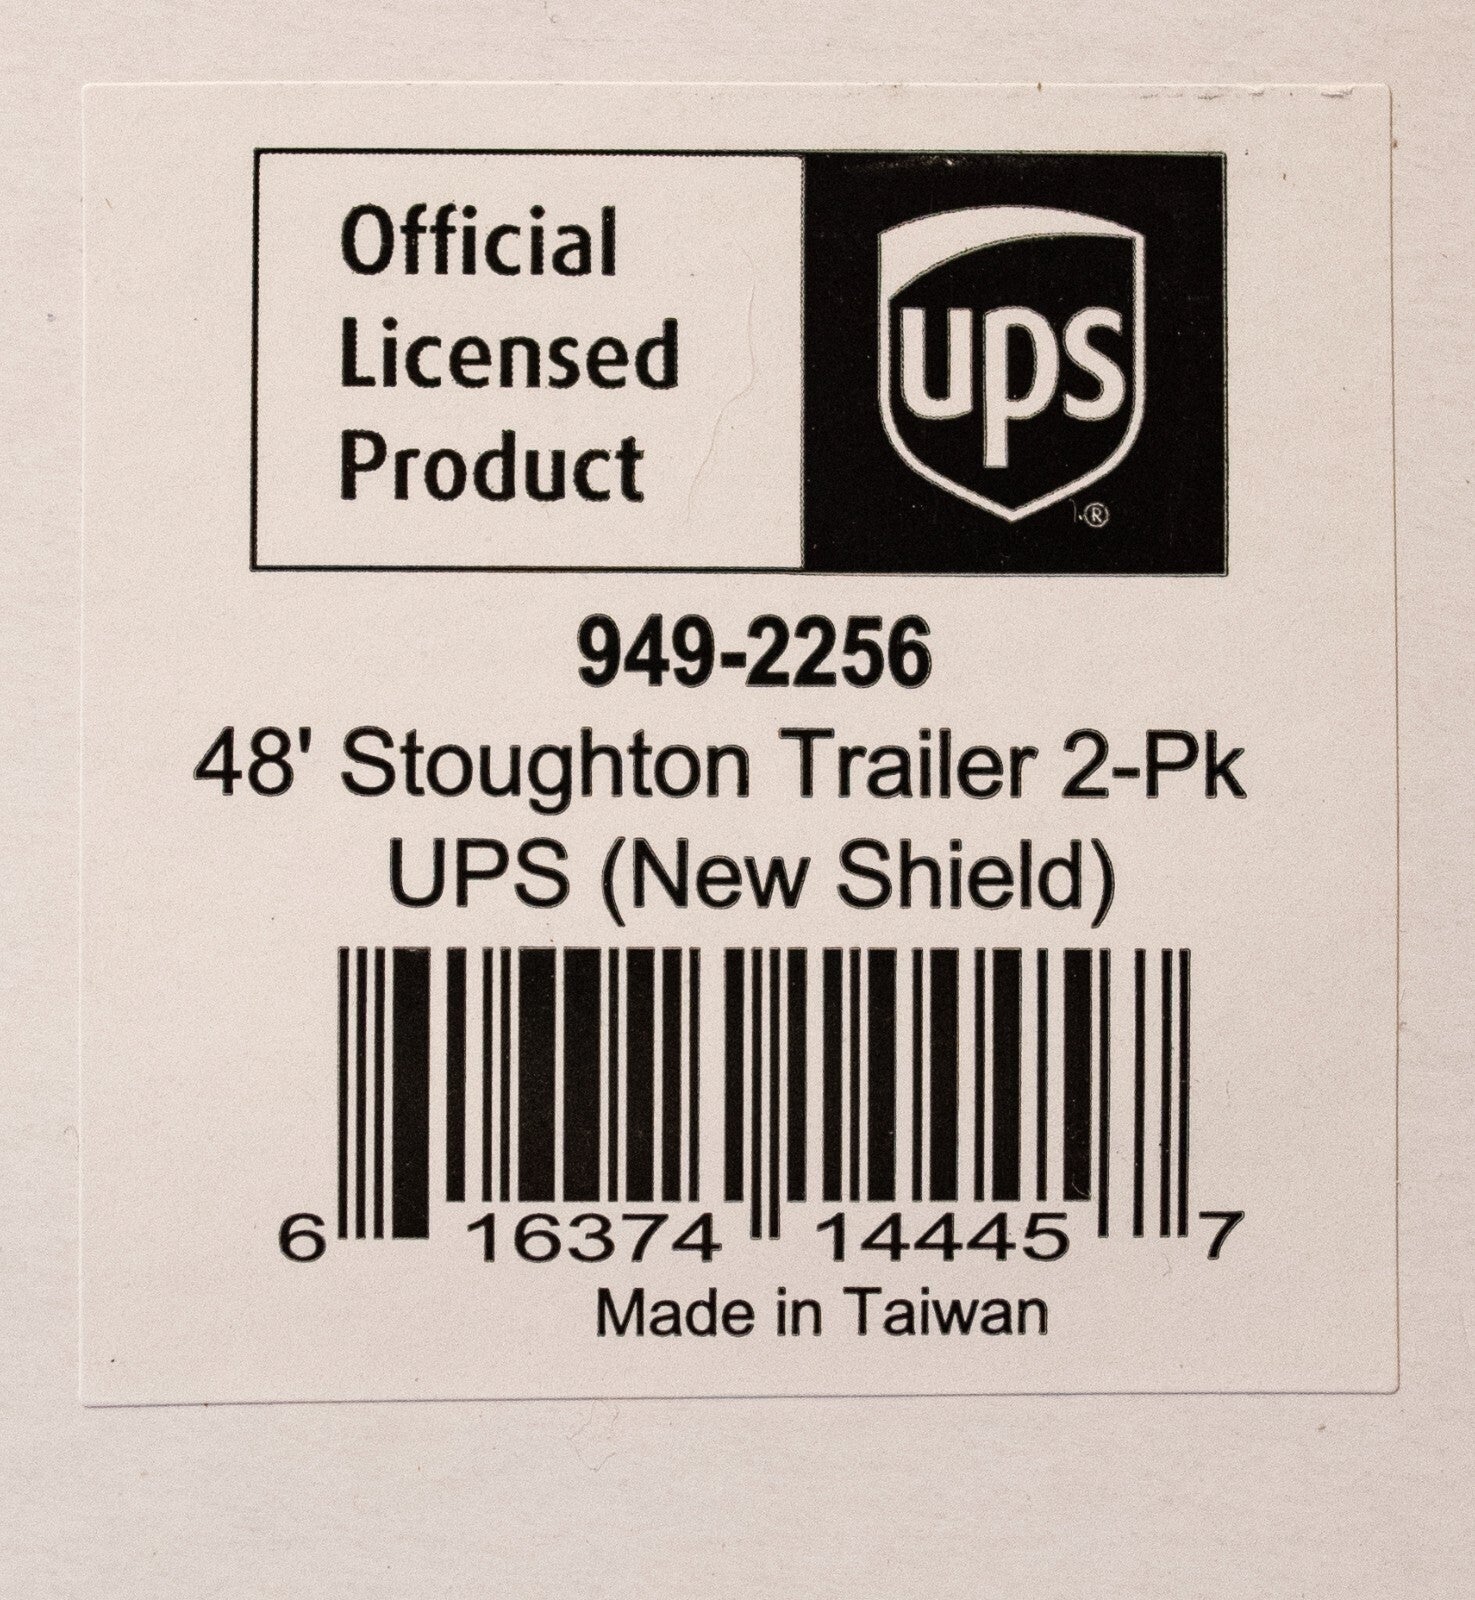 Official
Licensed
Product
ups
®
949-2256
48' Stoughton Trailer 2-Pk
UPS (New Shield)
6 16374 14445 7
Made in Taiwan